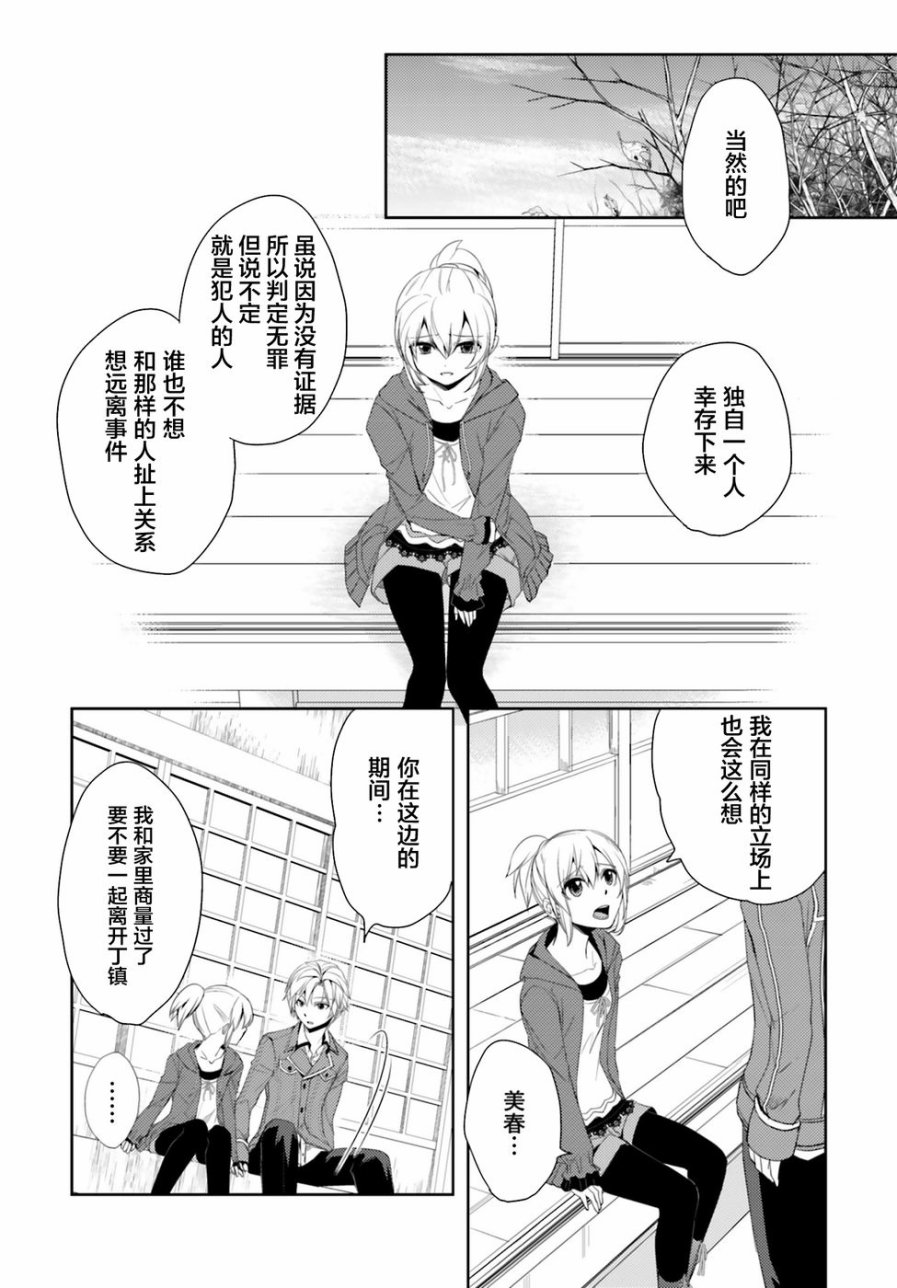 当然的吧
独自一个人
幸存下来
虽说因为没有证据
所以判定无罪
但说不定
就是犯人的人
谁也不想
和那样的人扯上关系
想远离事件
我在同样的立场上
也会这么想
美春…
你在这边的
期间…
我和家里商量过了
要不要一起离开丁镇
……